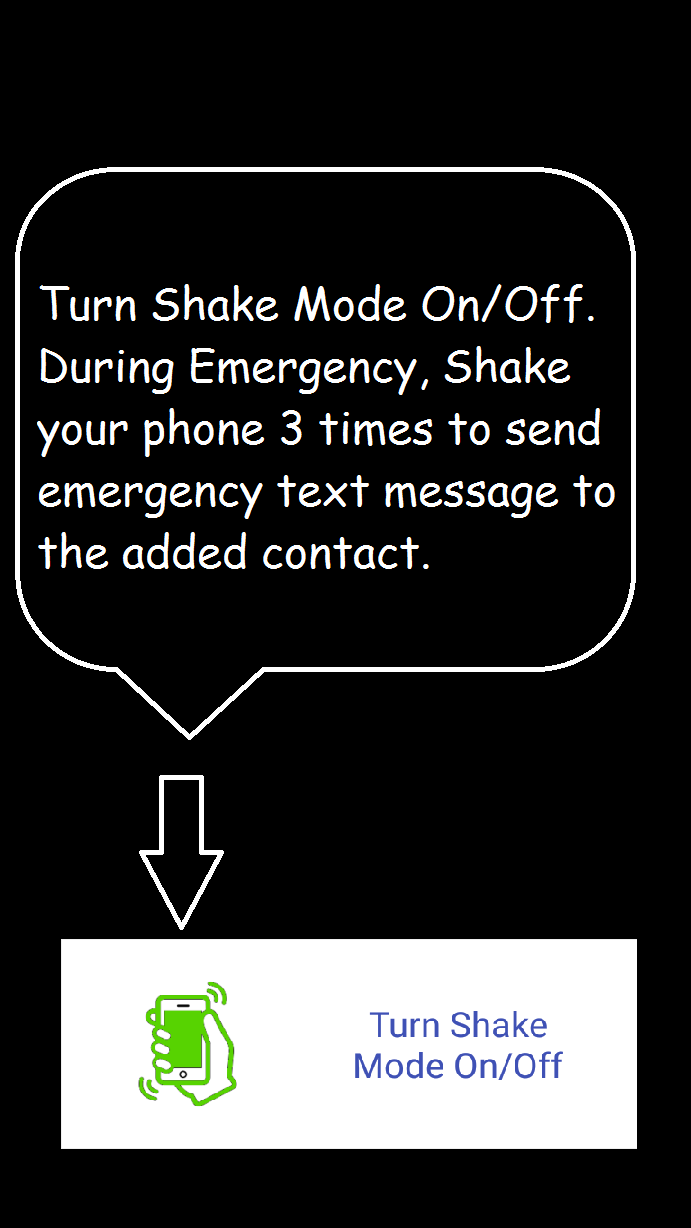 Turn Shake Mode On/Off.
During Emergency, Shake
your phone 3 times to send
emergency text message to
the added contact.
Turn Shake
Mode On/Off